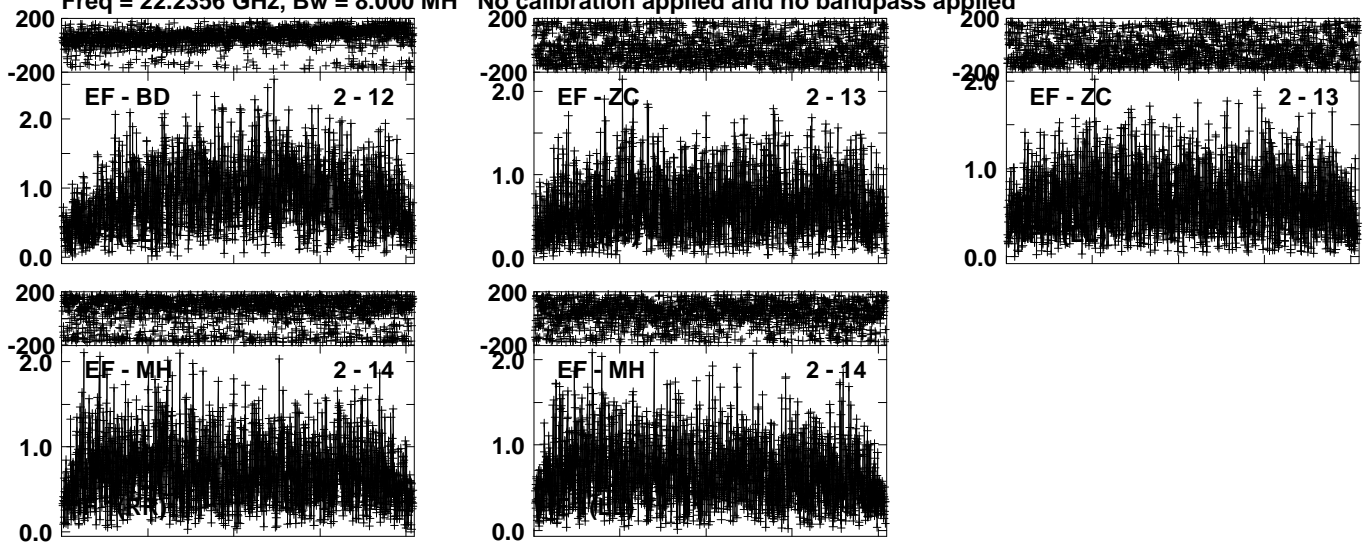 Freq = 22.2356 GHz, Bw = 8.000 MH No calibration applied and no bandpass applied
200 200 200
-200 -200 -200
EF - BD 2 - 12 EF - ZC 2 - 13 EF - ZC 2 - 13
2.0 2.0 2.0
1.0 1.0 1.0
0.0 0.0 0.0
200 200
-200 -200
EF - MH 2 - 14 EF - MH 2 - 14
2.0 2.0
1.0 1.0
(RR)
0.0 0.0